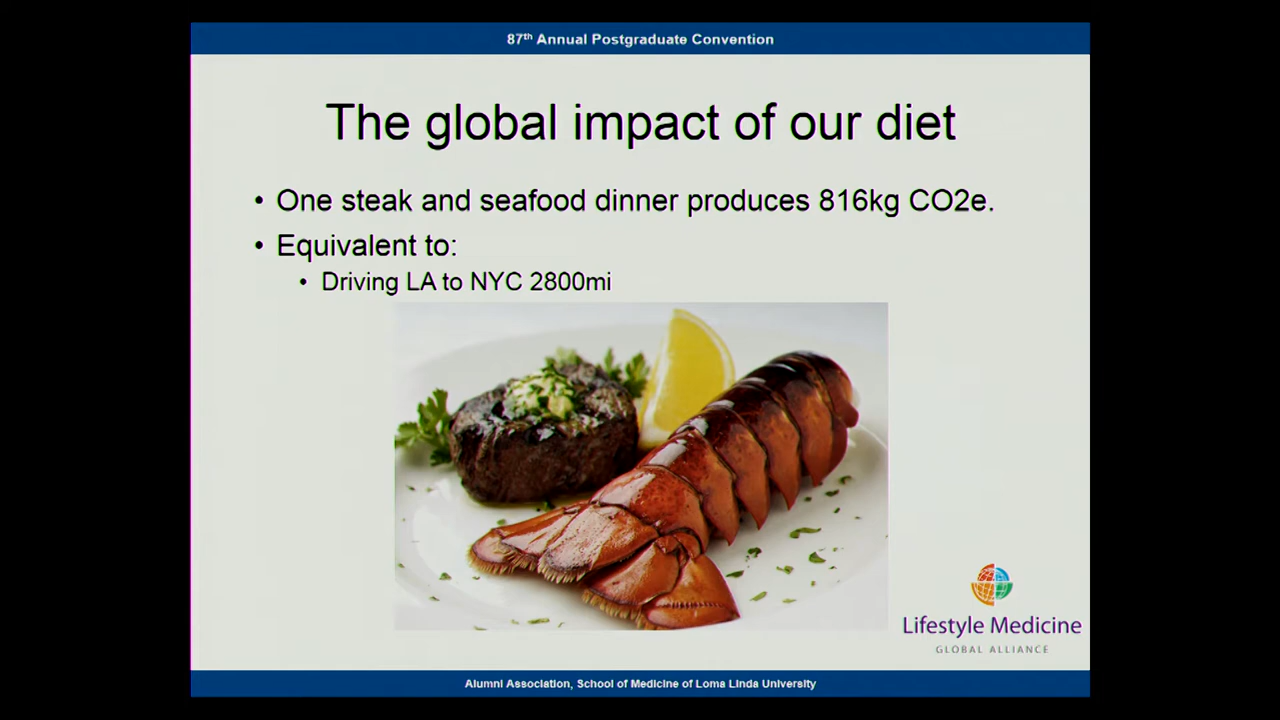 87th Annual Postgraduate Convention
The global impact of our diet
• One steak and seafood dinner produces 816kg CO2e.
• Equivalent to:
• Driving LA to NYC 2800mi
Lifestyle Medicine
GLOBAL ALLIANCE
Alumni Association, School of Medicine of Loma Linda University